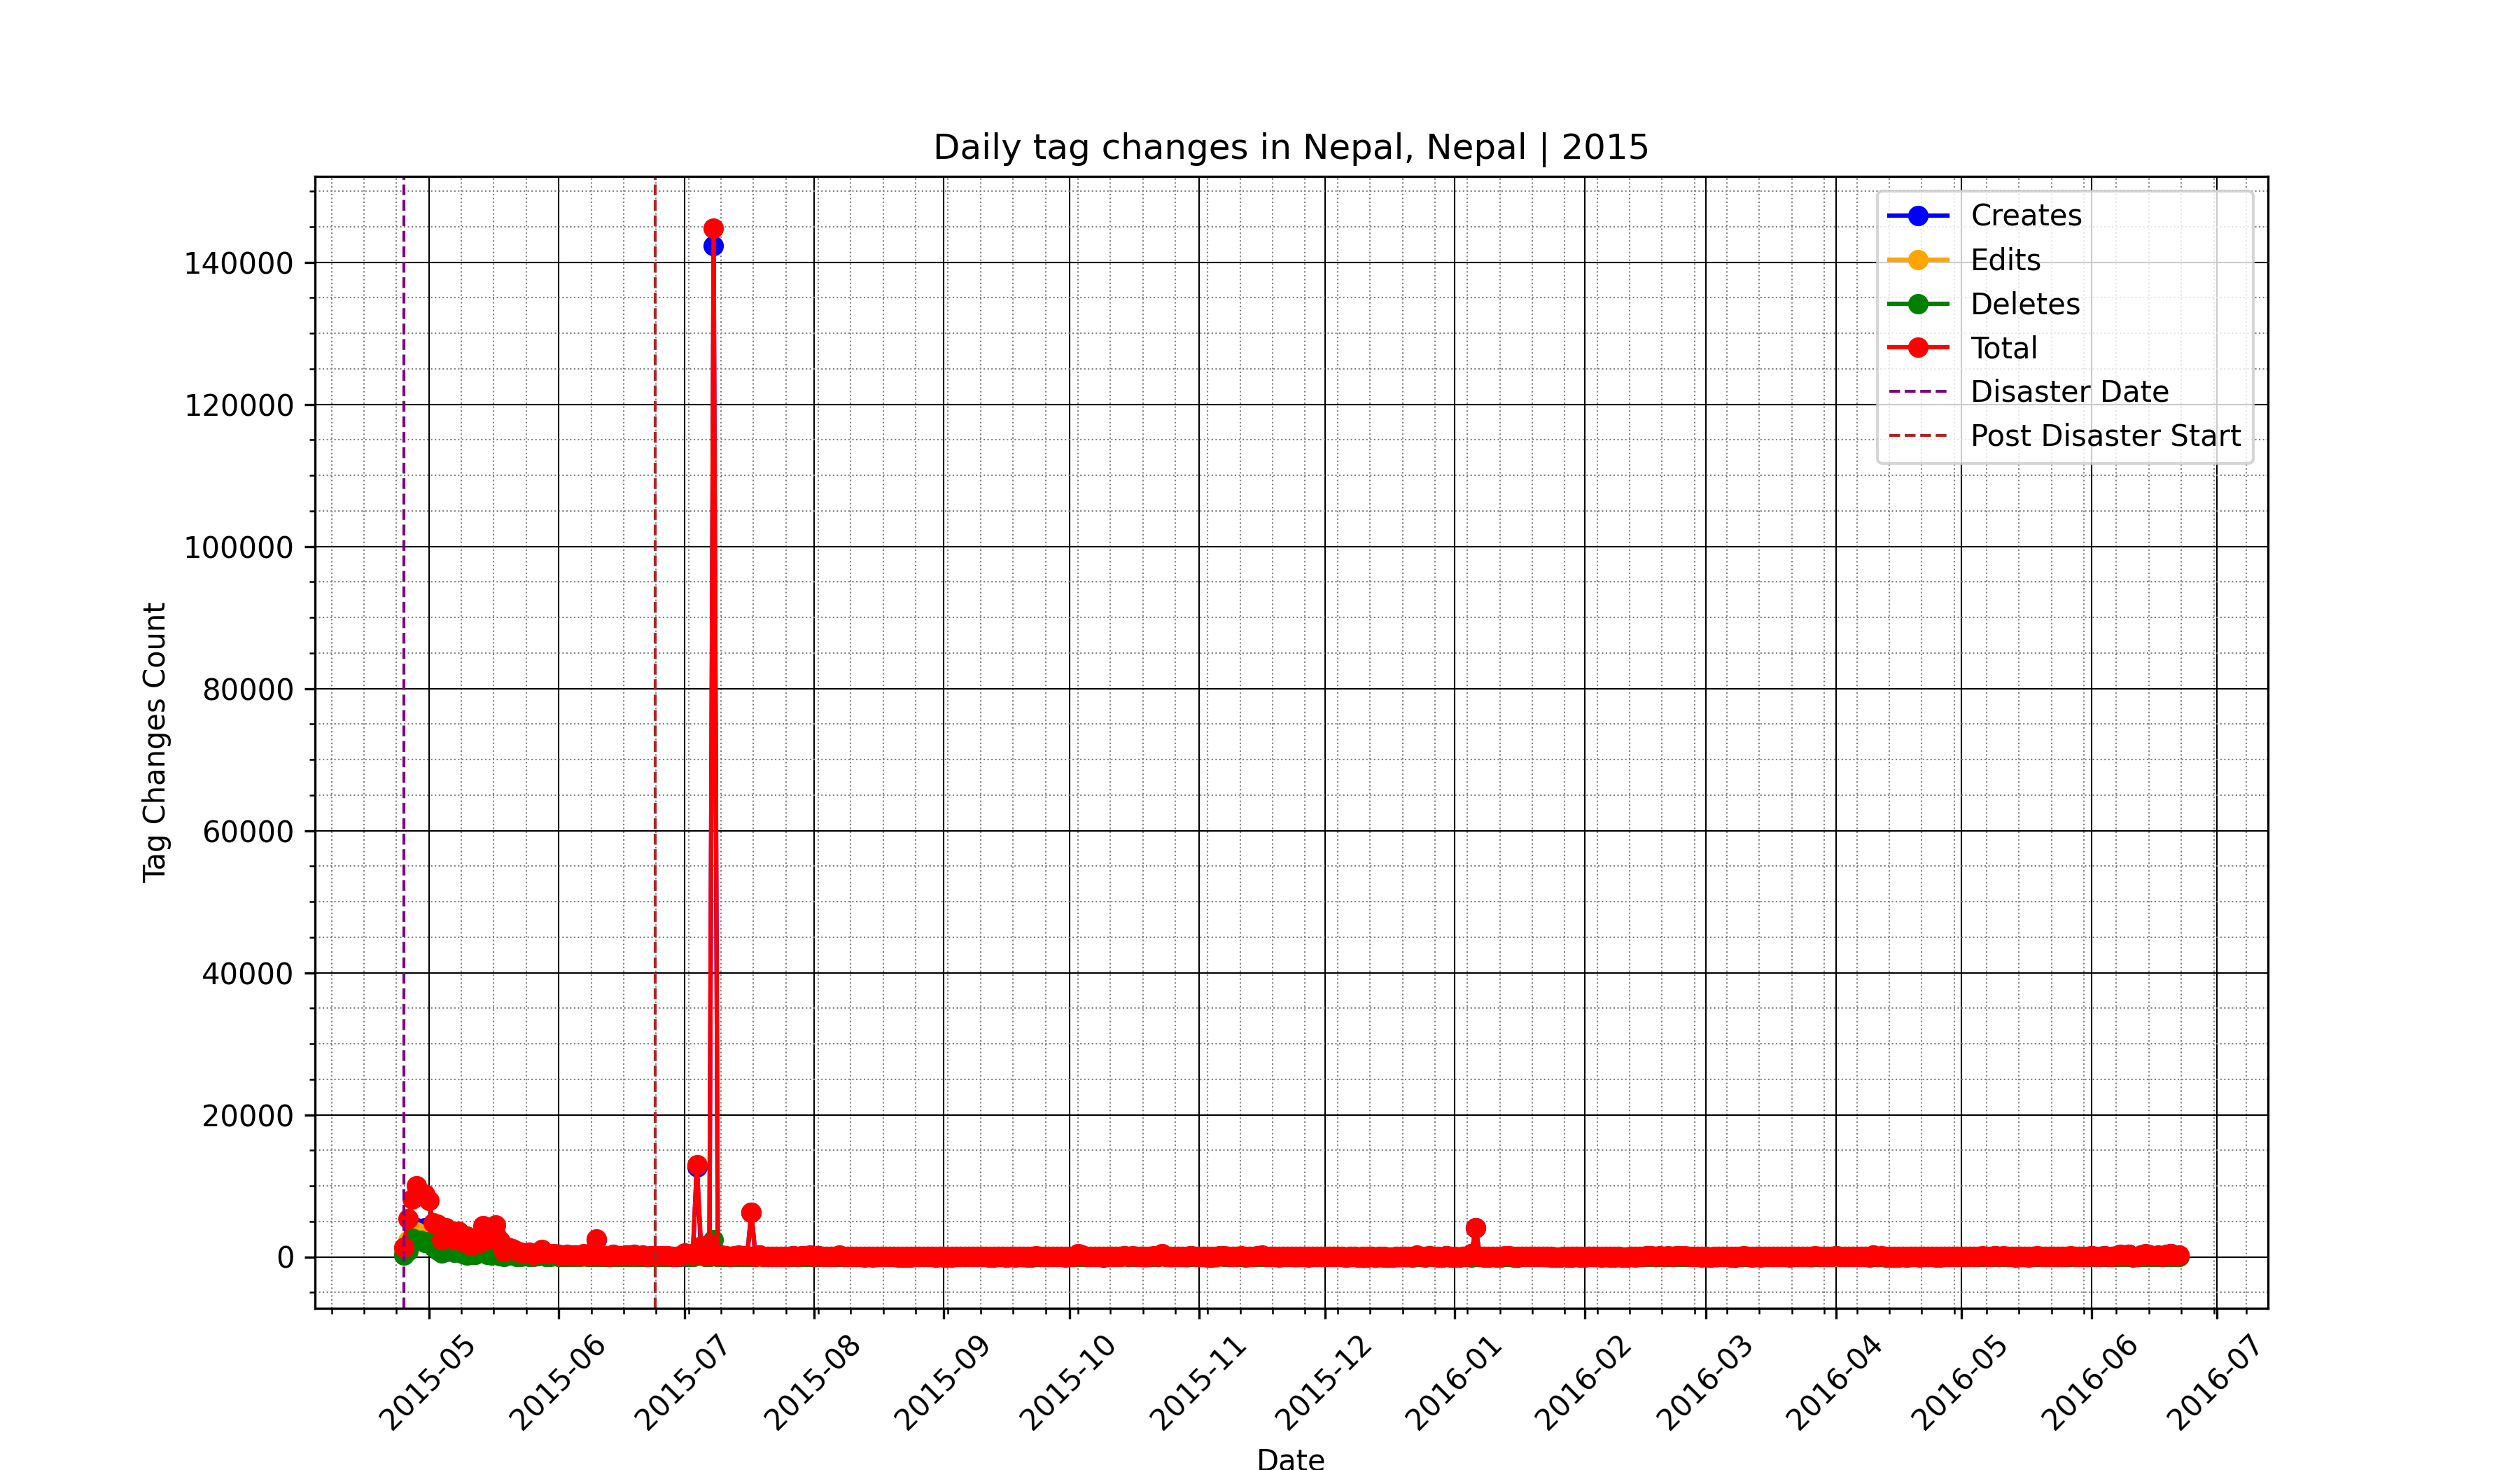 Daily tag changes in Nepal, Nepal | 2015
Creates
Edits
Deletes
Total
Disaster Date
Post Disaster Start
Tag Changes Count
140000
120000
100000
80000
60000
40000
20000
0
2015-05
2015-06
2015-07
2015-08
2015-09
2015-10
2015-11
2015-12
2016-01
2016-02
2016-03
2016-04
2016-05
2016-06
2016-07
Date